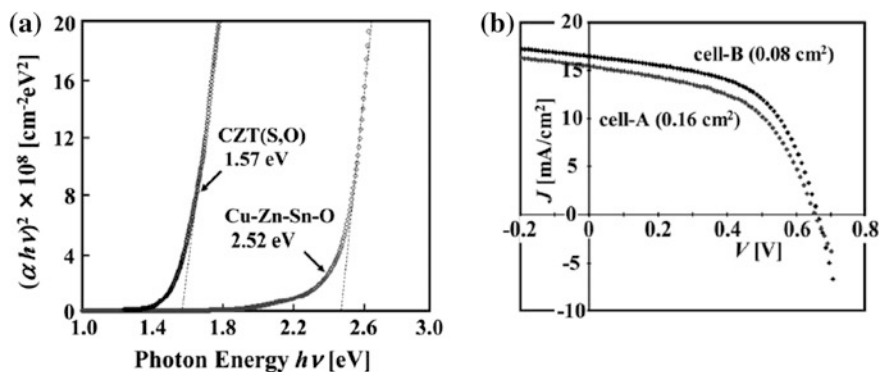 (a)
20
16
12
8
4
0
(αhν)² × 10⁸ [cm⁻²eV²]
CZT(S,O)
1.57 eV
Cu-Zn-Sn-O
2.52 eV
1.0 1.4 1.8 2.2 2.6 3.0
Photon Energy hν [eV]
(b)
20
15
10
5
0
-5
-10
J [mA/cm²]
cell-B (0.08 cm²)
cell-A (0.16 cm²)
-0.2 0 0.2 0.4 0.6 0.8
V [V]